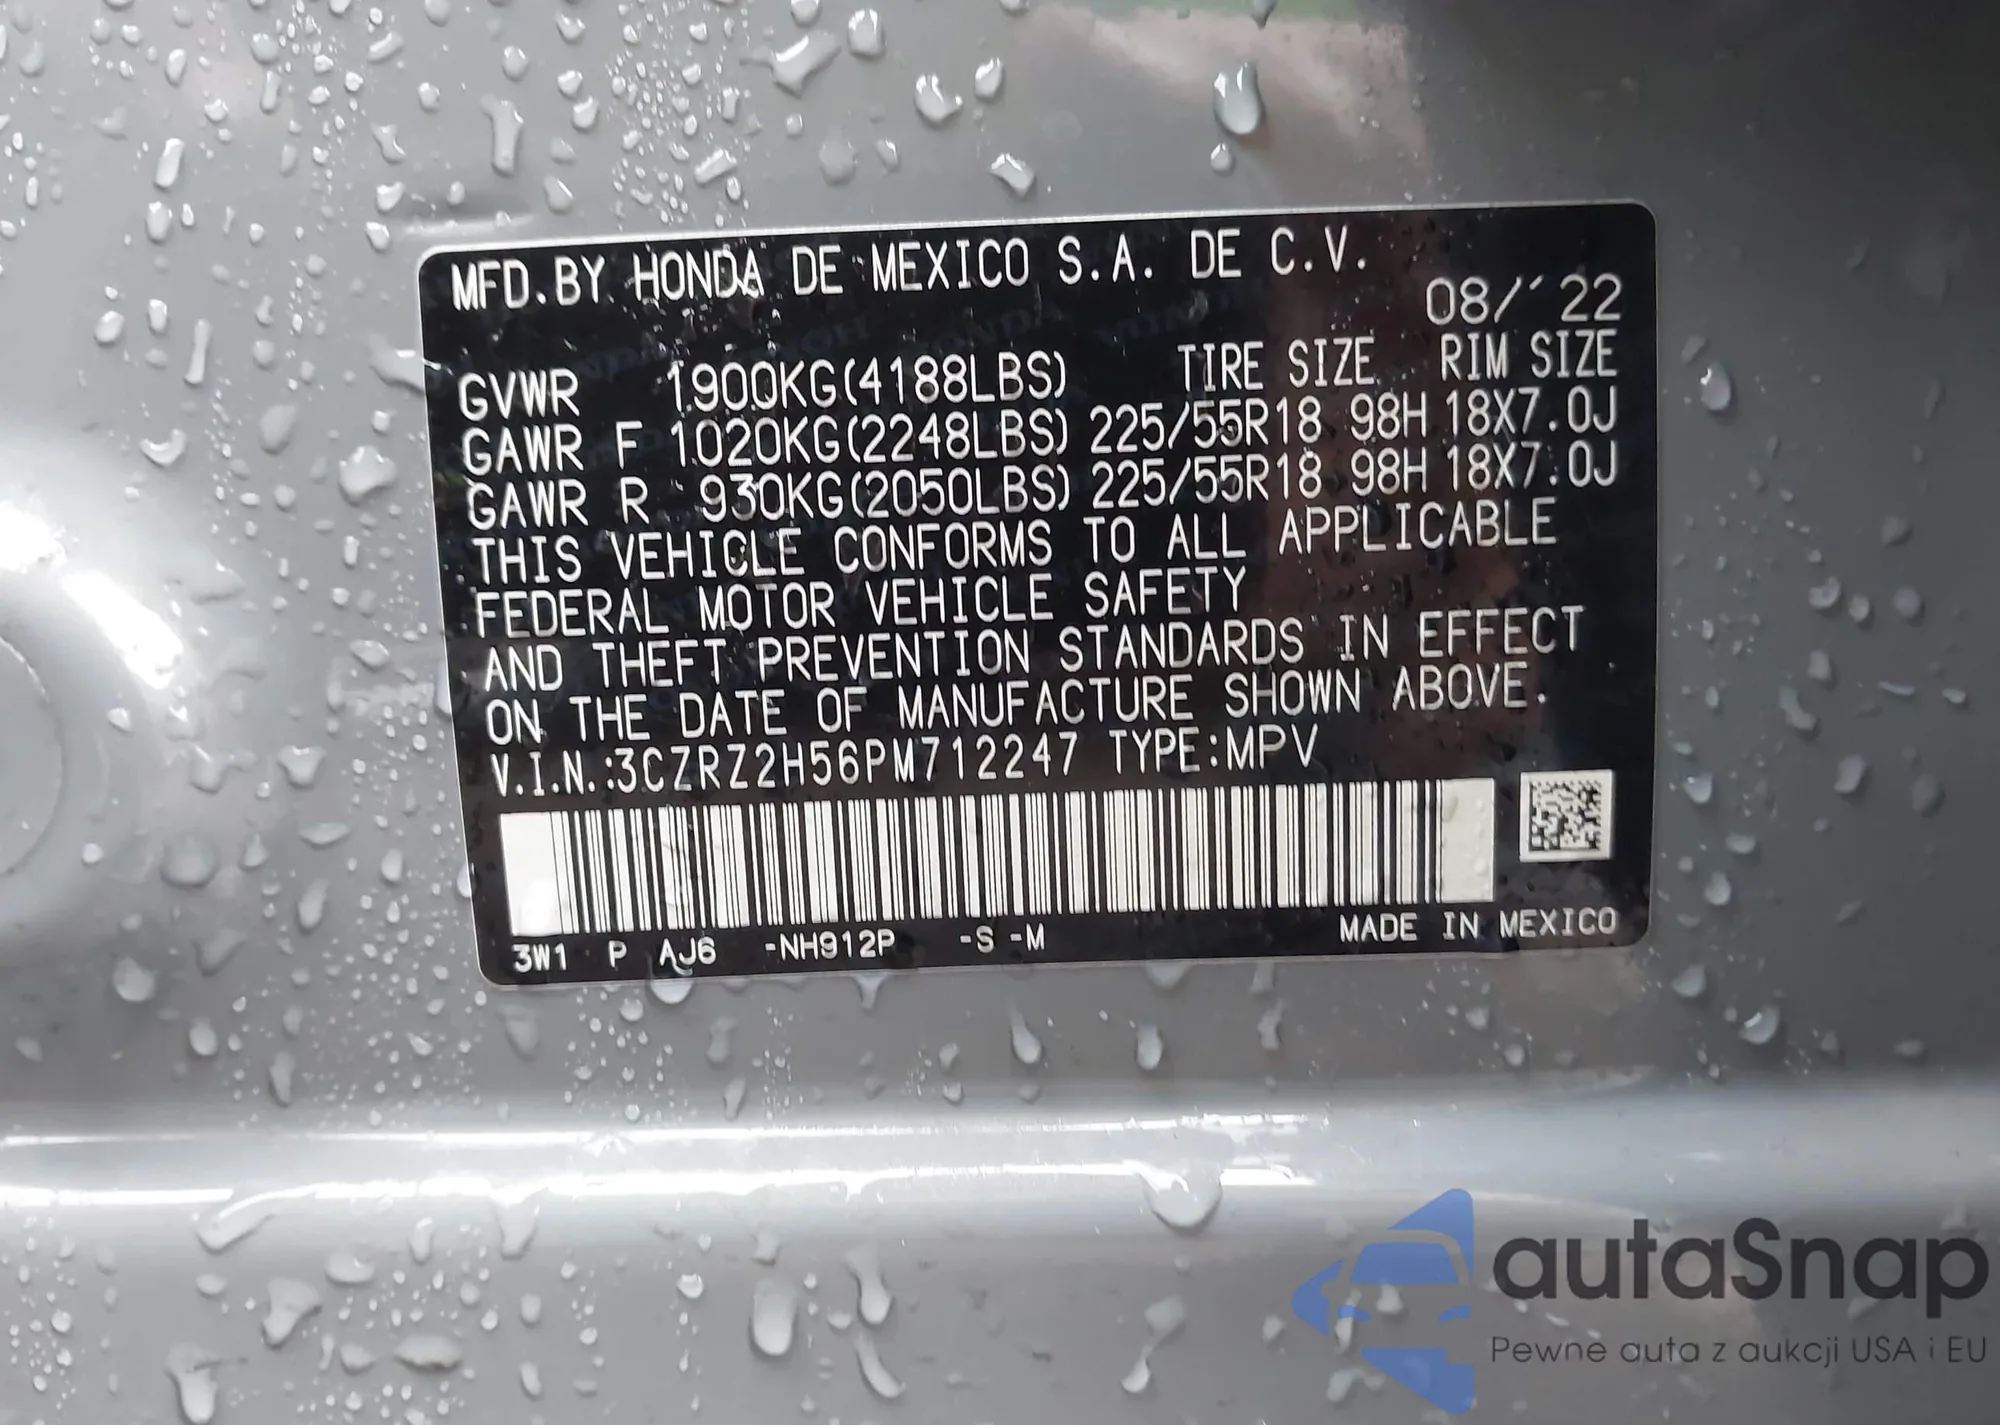 MFD.BY HONDA DE MEXICO S.A. DE C.V.
08/'22
GVWR 1900KG(4188LBS) TIRE SIZE RIM SIZE
GAWR F 1020KG(2248LBS) 225/55R18 98H 18X7.0J
GAWR R 930KG(2050LBS) 225/55R18 98H 18X7.0J
THIS VEHICLE CONFORMS TO ALL APPLICABLE
FEDERAL MOTOR VEHICLE SAFETY
AND THEFT PREVENTION STANDARDS IN EFFECT
ON THE DATE OF MANUFACTURE SHOWN ABOVE.
V.I.N.:3CZRZ2H56PM712247 TYPE:MPV
3W1 P AJ6 -NH912P -S -M MADE IN MEXICO
autaSnap
Pewne auta z aukcji USA i EU